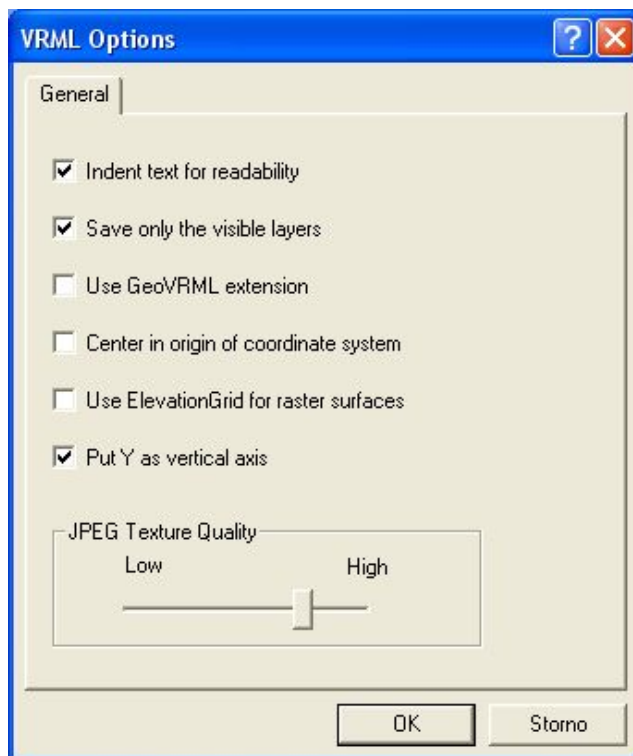 VRML Options
General
Indent text for readability
Save only the visible layers
Use GeoVRML extension
Center in origin of coordinate system
Use ElevationGrid for raster surfaces
Put Y as vertical axis
JPEG Texture Quality
Low High
OK Storno